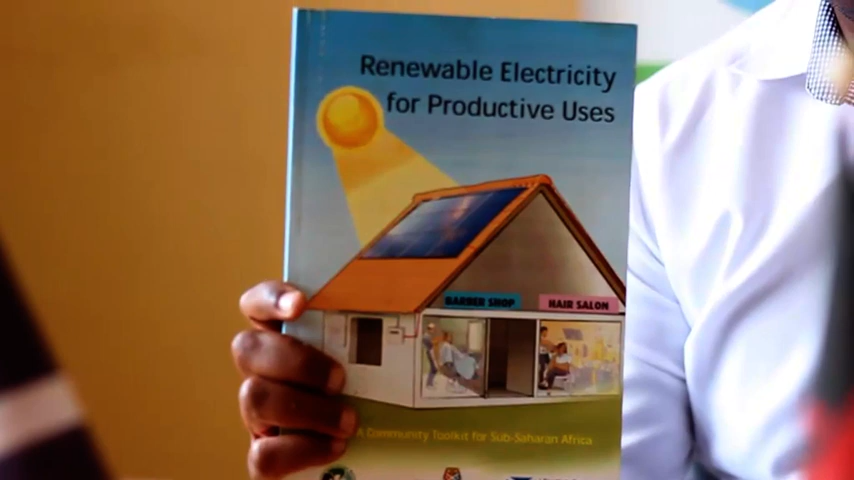 Renewable Electricity
for Productive Uses
BARBER SHOP
HAIR SALON
A Community Toolkit for Sub-Saharan Africa